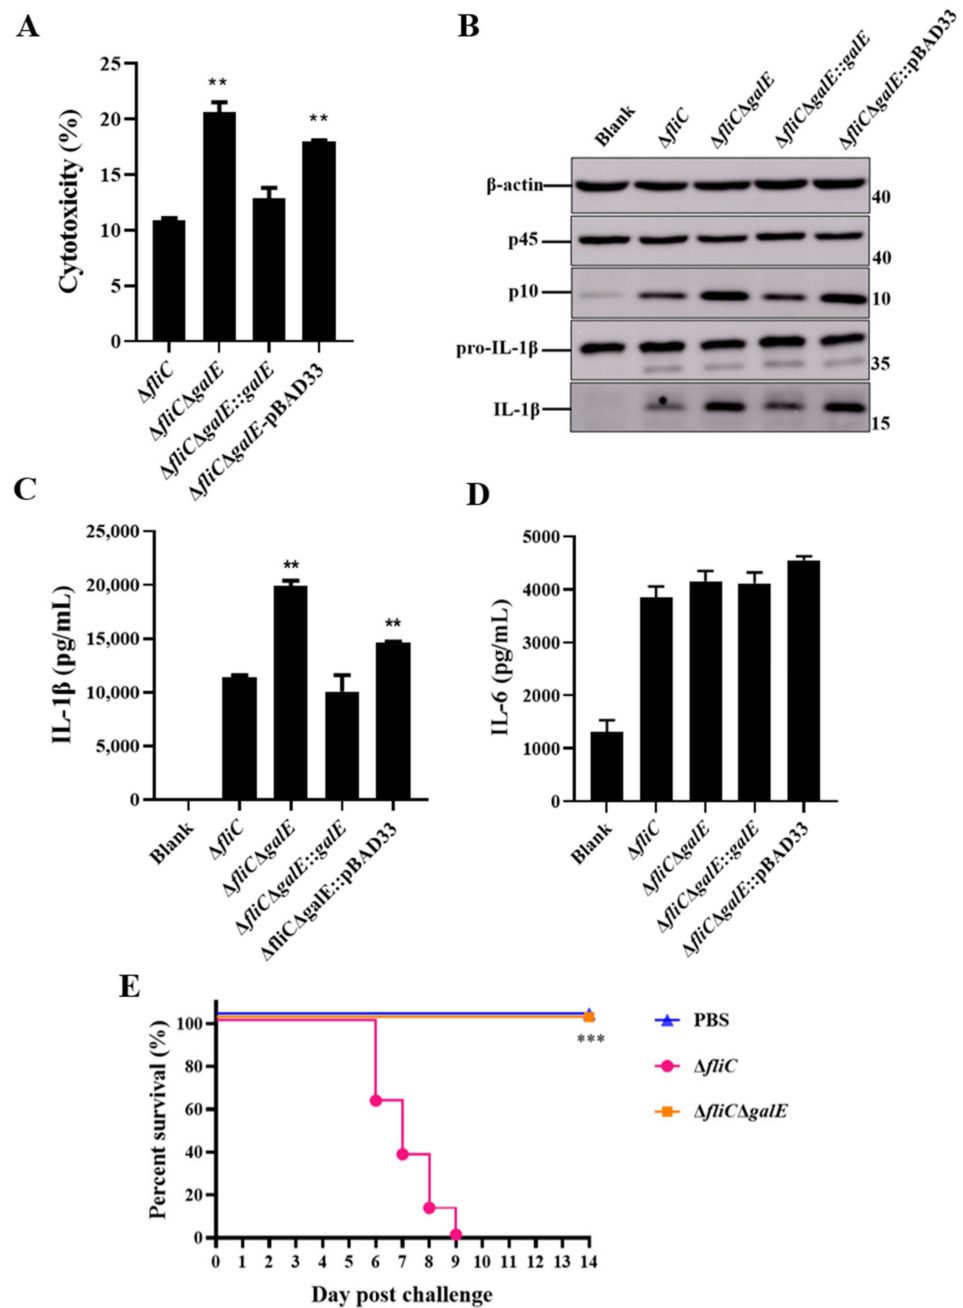 A
Cytotoxicity (%)
25
20
15
10
5
0
**
**
ΔfliC
ΔfliCΔgalE
ΔfliCΔgalE::galE
ΔfliCΔgalE-pBAD33
B
Blank
ΔfliC
ΔfliCΔgalE
ΔfliCΔgalE::galE
ΔfliCΔgalE::pBAD33
β-actin
40
p45
40
p10
10
pro-IL-1β
35
IL-1β
15
C
IL-1β (pg/mL)
25,000
20,000
15,000
10,000
5,000
0
**
**
Blank
ΔfliC
ΔfliCΔgalE
ΔfliCΔgalE::galE
ΔfliCΔgalE::pBAD33
D
IL-6 (pg/mL)
5000
4000
3000
2000
1000
0
Blank
ΔfliC
ΔfliCΔgalE
ΔfliCΔgalE::galE
ΔfliCΔgalE::pBAD33
E
Percent survival (%)
100
80
60
40
20
0
***
0 1 2 3 4 5 6 7 8 9 10 11 12 13 14
Day post challenge
PBS
ΔfliC
ΔfliCΔgalE